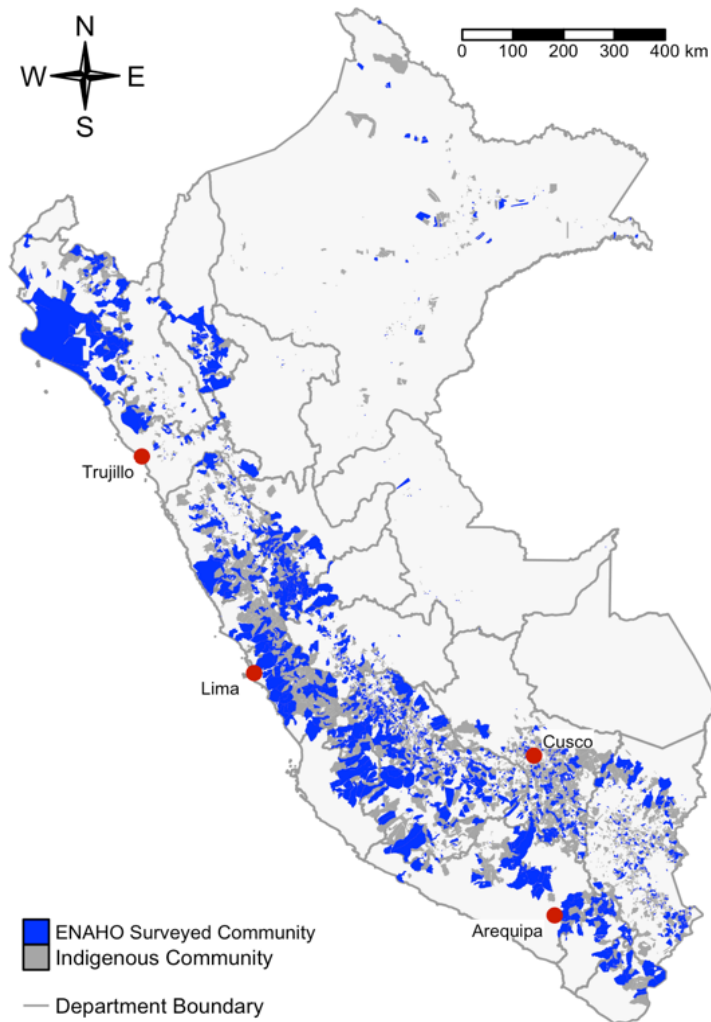 N
W E
S
0 100 200 300 400 km
Trujillo
Lima
Cusco
Arequipa
ENAHO Surveyed Community
Indigenous Community
Department Boundary